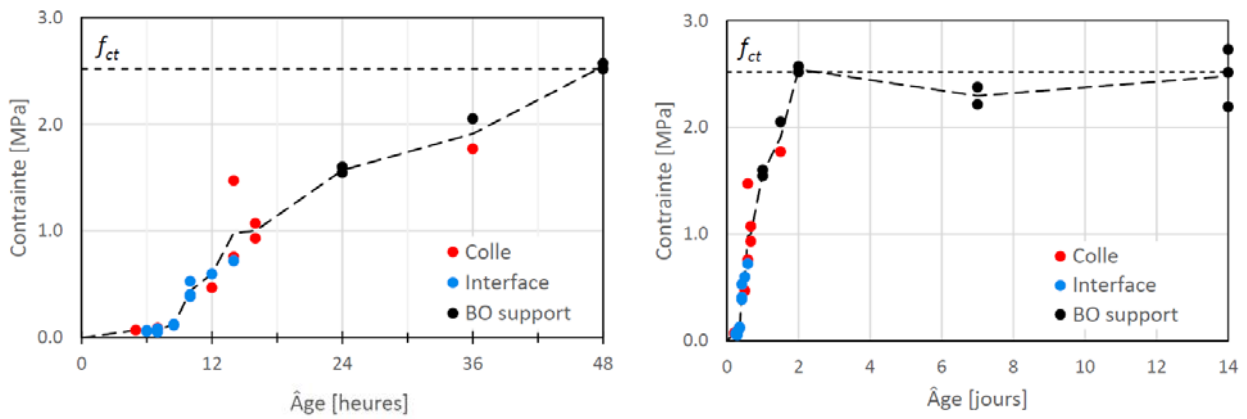 3.0
f_ct
2.0
1.0
0.0
Contrainte [MPa]
Colle
Interface
BO support
0 12 24 36 48
Âge [heures]
3.0
f_ct
2.0
1.0
0.0
Contrainte [MPa]
Colle
Interface
BO support
0 2 4 6 8 10 12 14
Âge [jours]